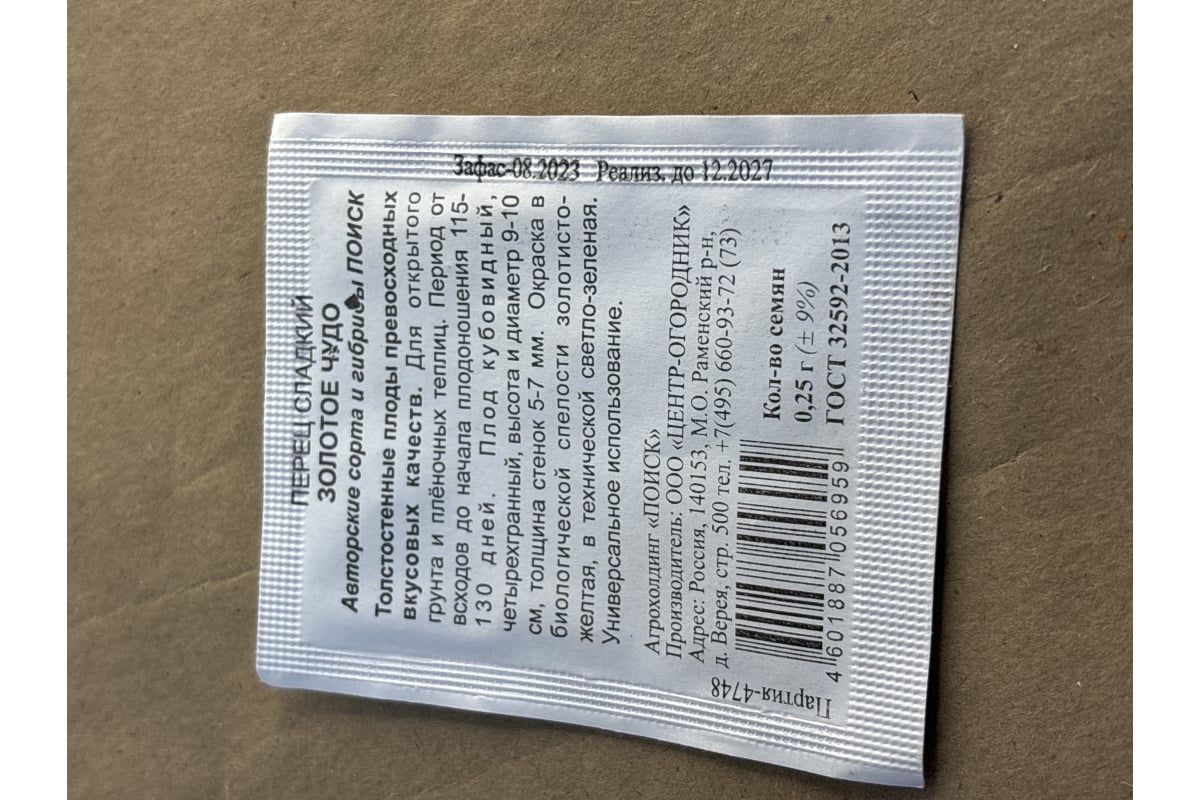 Зафас-08.2023 Реализ. до 12.2027
ПЕРЕЦ СЛАДКИЙ
ЗОЛОТОЕ ЧУДО
Авторские сорта и гибриды ПОИСК
Толстостенные плоды превосходных
вкусовых качеств. Для открытого
грунта и плёночных теплиц. Период от
всходов до начала плодоношения 115-
130 дней. Плод кубовидный,
четырехгранный, высота и диаметр 9-10
см, толщина стенок 5-7 мм. Окраска в
биологической спелости золотисто-
желтая, в технической светло-зеленая.
Универсальное использование.
Агрохолдинг «ПОИСК»
Производитель: ООО «ЦЕНТР-ОГОРОДНИК»
Адрес: Россия, 140153, М.О. Раменский р-н,
д. Верея, стр. 500 тел. +7(495) 660-93-72 (73)
Кол-во семян
0,25 г (± 9%)
ГОСТ 32592-2013
4 601887 056959
Партия-4748